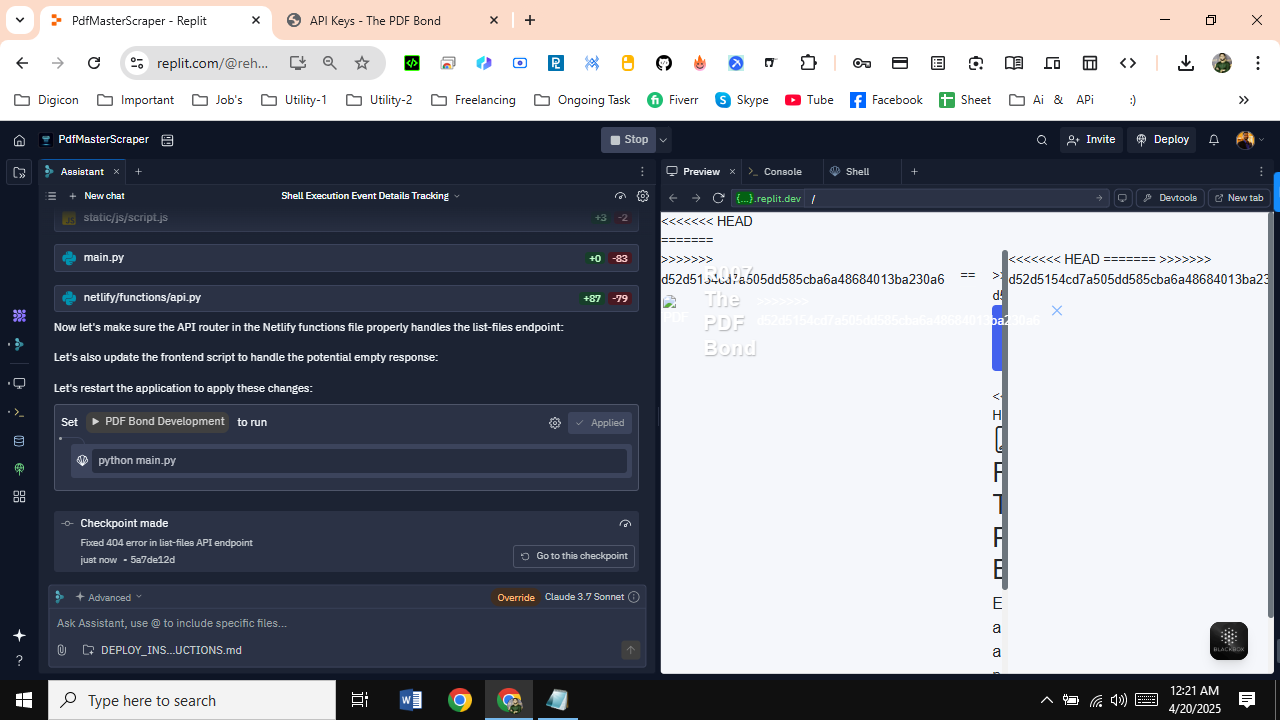 PdfMasterScraper - Replit
API Keys - The PDF Bond
replit.com/@reh...
Digicon
Important
Job'
Utility-1
Utility-2
Freelancing
Ongoing Task
Fiverr
Skype
Tube
Facebook
Sheet
Ai & APi
:)
PdfMasterScraper
Stop
Invite
Deploy
Assistant
New chat
Shell Execution Event Details Tracking
static/js/script.js
+3 -2
main.py
+0 -83
netlify/functions/api.py
+87 -79
Now let's make sure the API router in the Netlify functions file properly handles the list-files endpoint:
Let's also update the frontend script to handle the potential empty response:
Let's restart the application to apply these changes:
Set PDF Bond Development to run
Applied
python main.py
Checkpoint made
Fixed 404 error in list-files API endpoint
just now • 5a7de12d
Go to this checkpoint
Advanced
Override Claude 3.7 Sonnet
Ask Assistant, use @ to include specific files...
DEPLOY_INS...UCTIONS.md
Preview
Console
Shell
{...}.replit.dev /
Devtools
New tab
<<<<<<< HEAD
=======
>>>>>>>
d52d5154cd7a505dd585cba6a48684013ba230a6
PDF
The
PDF
Bond
>>>>>>>
d52d5154cd7a505dd585cba6a48684013ba230a6
==
<<<<<<< HEAD ======= >>>>>>>
d52d5154cd7a505dd585cba6a48684013ba23
BLACKBOX
Type here to search
12:21 AM
4/20/2025